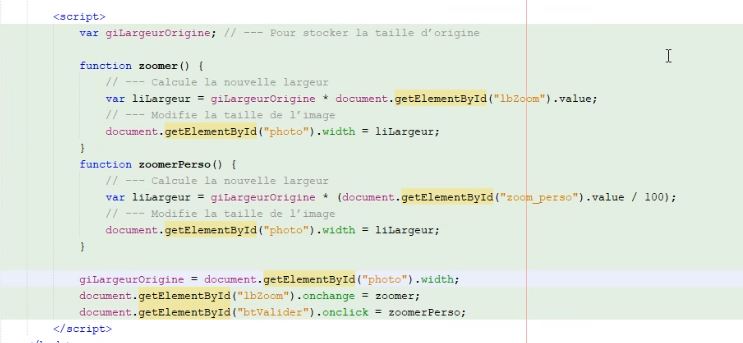 <script>
var giLargeurOrigine; // --- Pour stocker la taille d'origine
function zoomer() {
// --- Calcule la nouvelle largeur
var liLargeur = giLargeurOrigine * document.getElementById("lbZoom").value;
// --- Modifie la taille de l'image
document.getElementById("photo").width = liLargeur;
}
function zoomerPerso() {
// --- Calcule la nouvelle largeur
var liLargeur = giLargeurOrigine * (document.getElementById("zoom_perso").value / 100);
// --- Modifie la taille de l'image
document.getElementById("photo").width = liLargeur;
}
giLargeurOrigine = document.getElementById("photo").width;
document.getElementById("lbZoom").onchange = zoomer;
document.getElementById("btValider").onclick = zoomerPerso;
</script>